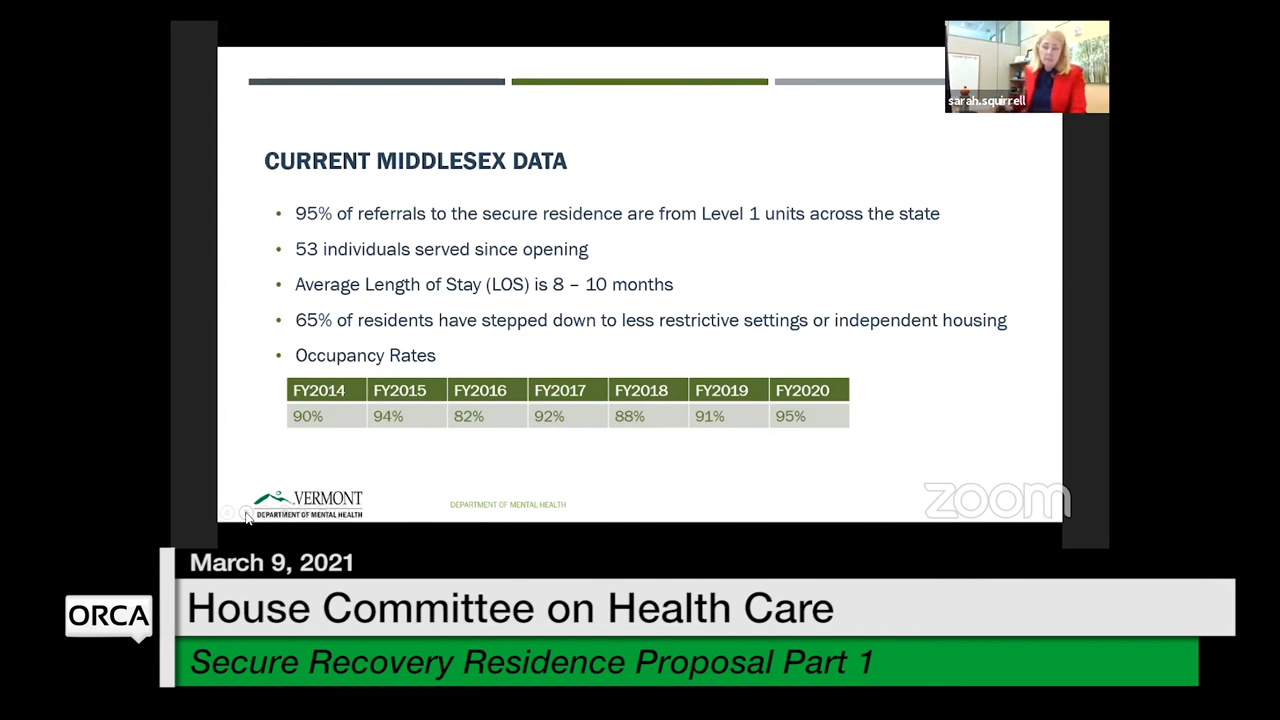 sarah.squirrell
CURRENT MIDDLESEX DATA
• 95% of referrals to the secure residence are from Level 1 units across the state
• 53 individuals served since opening
• Average Length of Stay (LOS) is 8 – 10 months
• 65% of residents have stepped down to less restrictive settings or independent housing
• Occupancy Rates
FY2014 FY2015 FY2016 FY2017 FY2018 FY2019 FY2020
90% 94% 82% 92% 88% 91% 95%
VERMONT
DEPARTMENT OF MENTAL HEALTH
DEPARTMENT OF MENTAL HEALTH
zoom
March 9, 2021
ORCA
House Committee on Health Care
Secure Recovery Residence Proposal Part 1